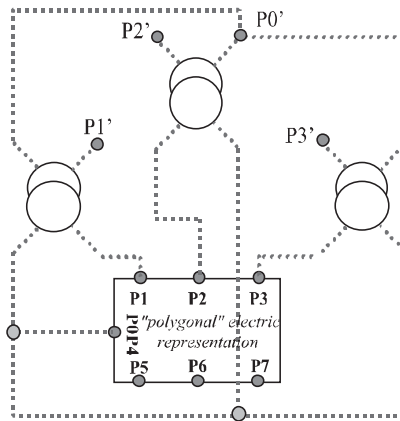 P2’ P0’
P1’ P3’
P1 P2 P3
P0P4
"polygonal" electric
representation
P5 P6 P7